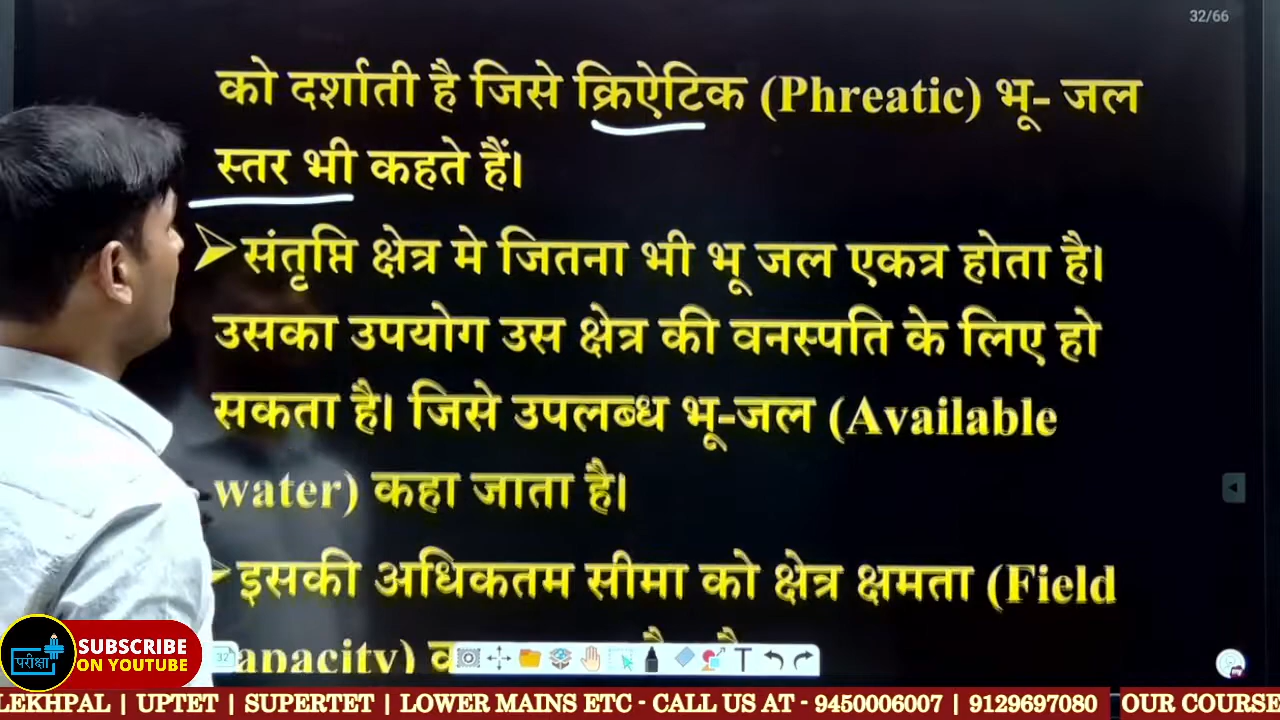 32/66
को दर्शाती है जिसे क्रिऐटिक (Phreatic) भू- जल
स्तर भी कहते हैं।
संतृप्ति क्षेत्र मे जितना भी भू जल एकत्र होता है।
उसका उपयोग उस क्षेत्र की वनस्पति के लिए हो
सकता है। जिसे उपलब्ध भू-जल (Available
water) कहा जाता है।
इसकी अधिकतम सीमा को क्षेत्र क्षमता (Field
apacity)
32
परीक्षा
SUBSCRIBE
ON YOUTUBE
LEKHPAL | UPTET | SUPERTET | LOWER MAINS ETC - CALL US AT - 9450006007 | 9129697080 | OUR COURSE